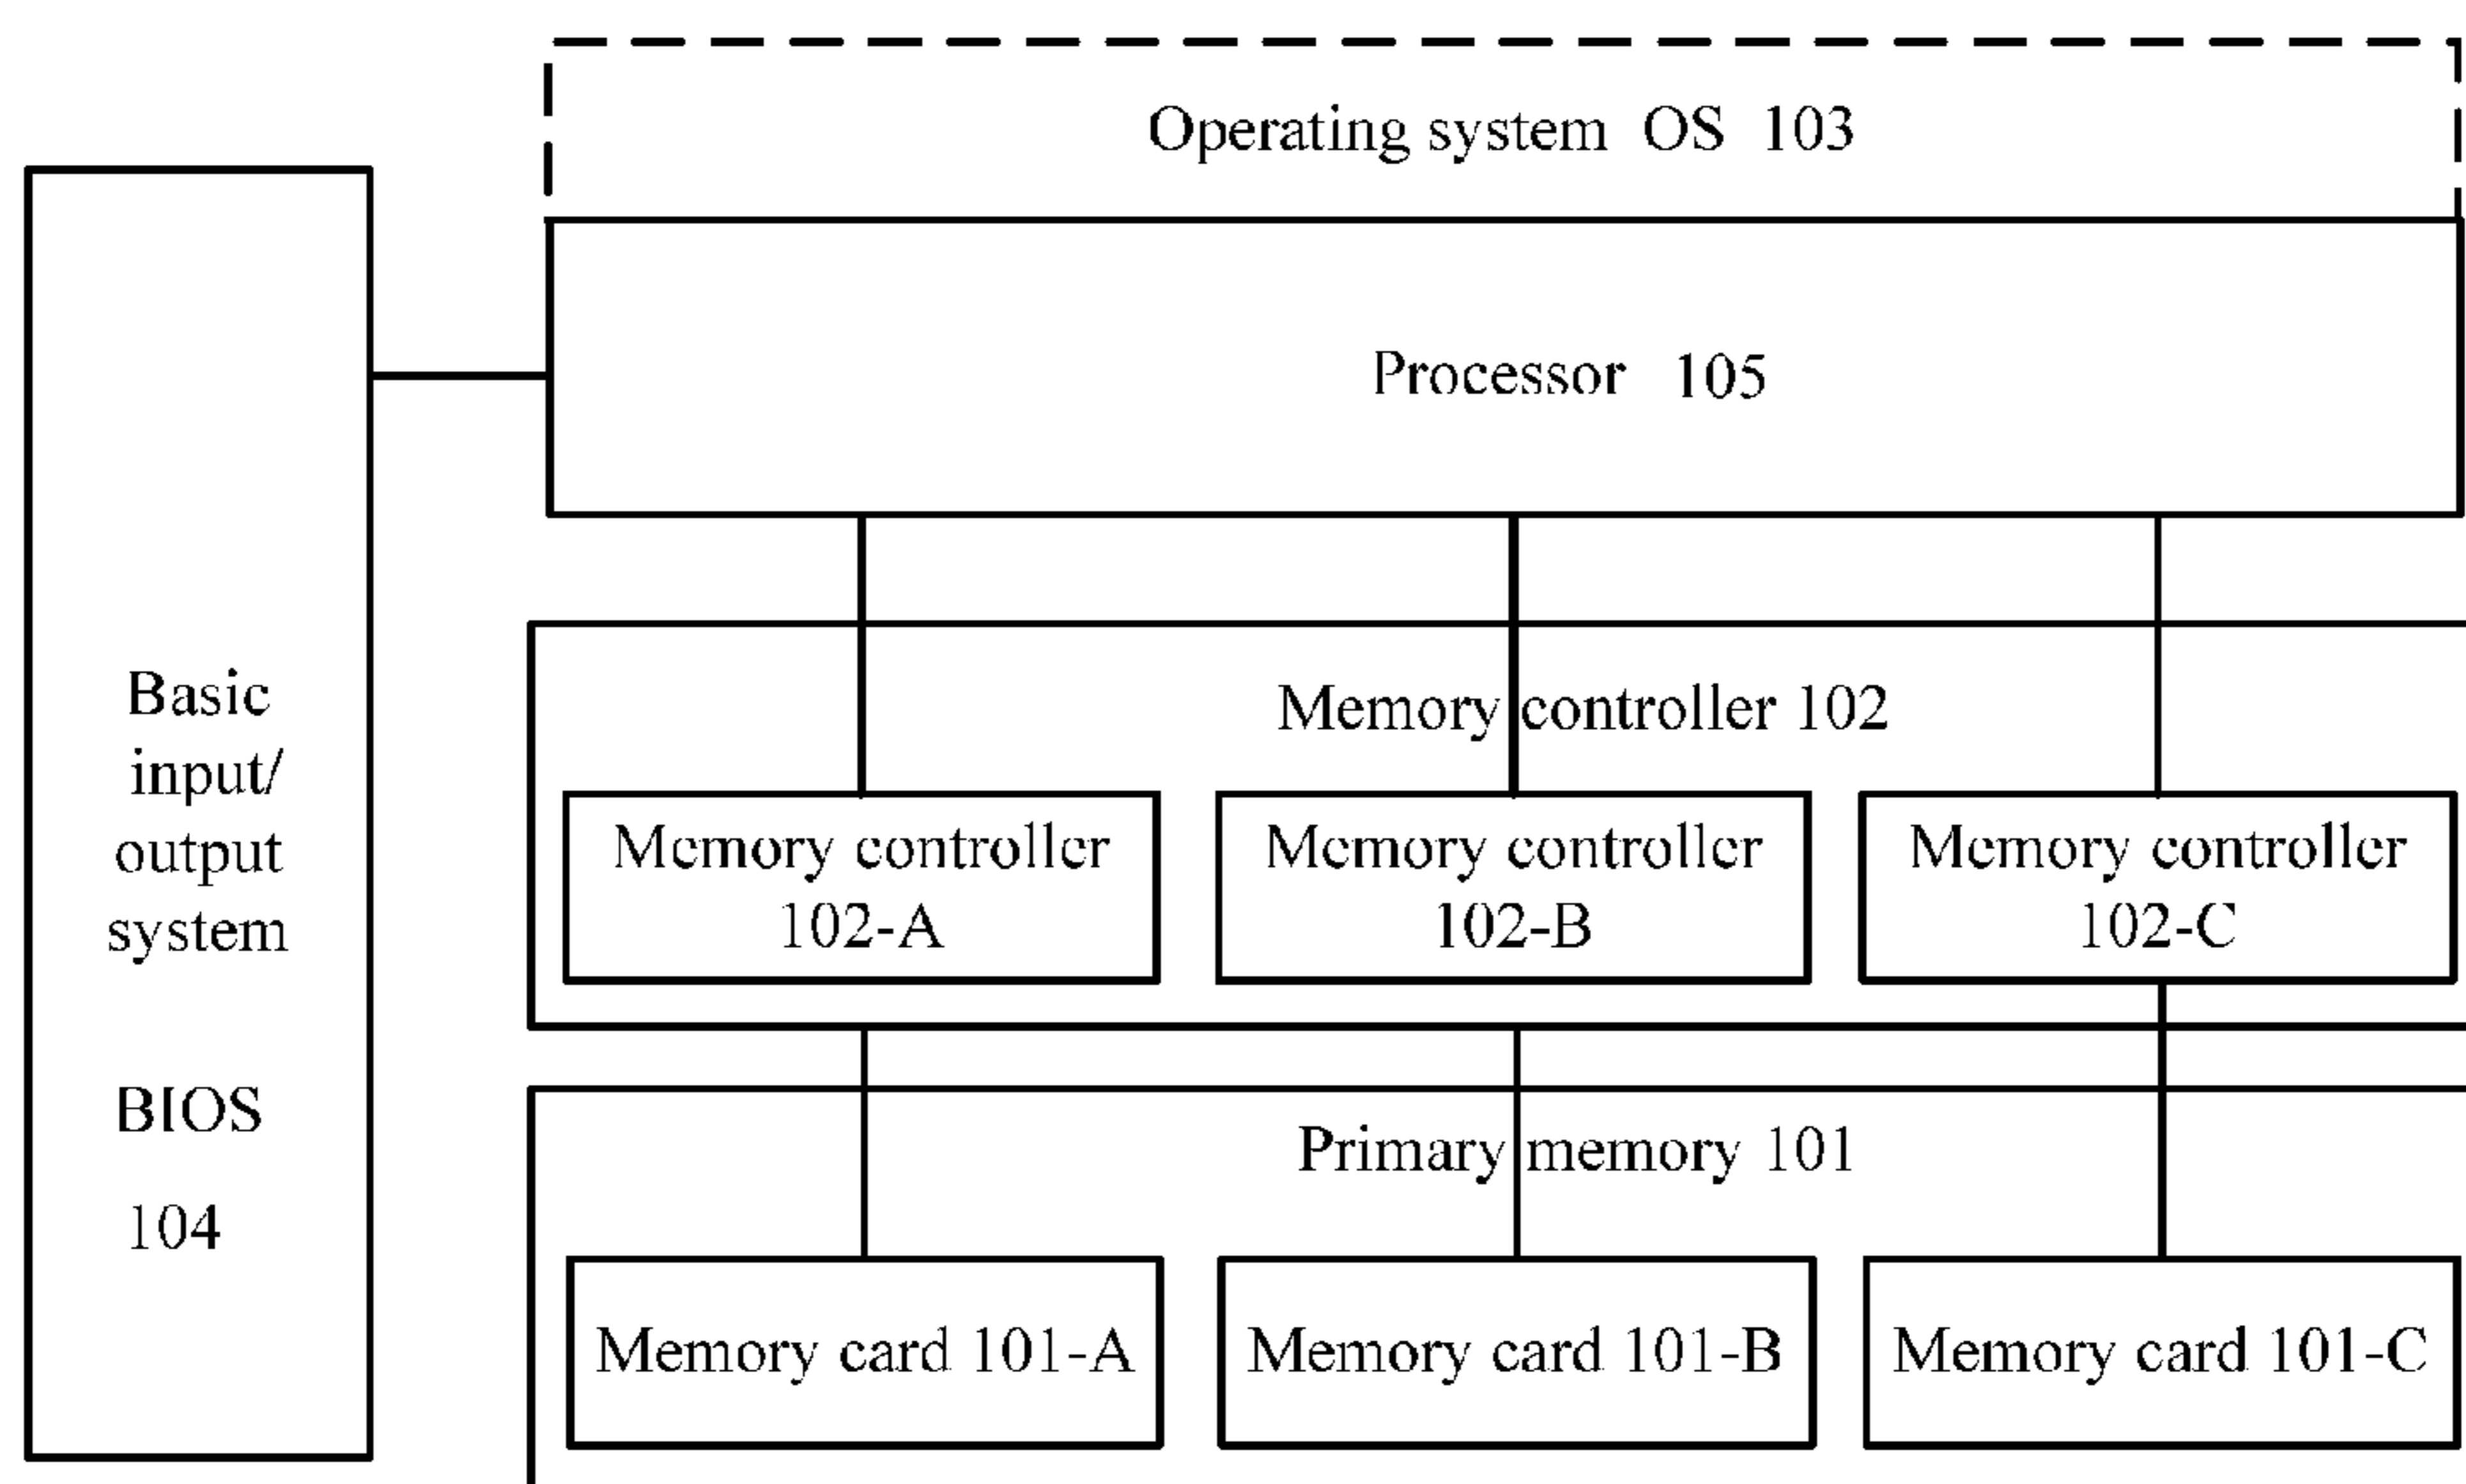 Operating system OS 103
Processor 105
Basic
input/
output
system
BIOS
104
Memory controller 102
Memory controller
102-A
Memory controller
102-B
Memory controller
102-C
Primary memory 101
Memory card 101-A
Memory card 101-B
Memory card 101-C